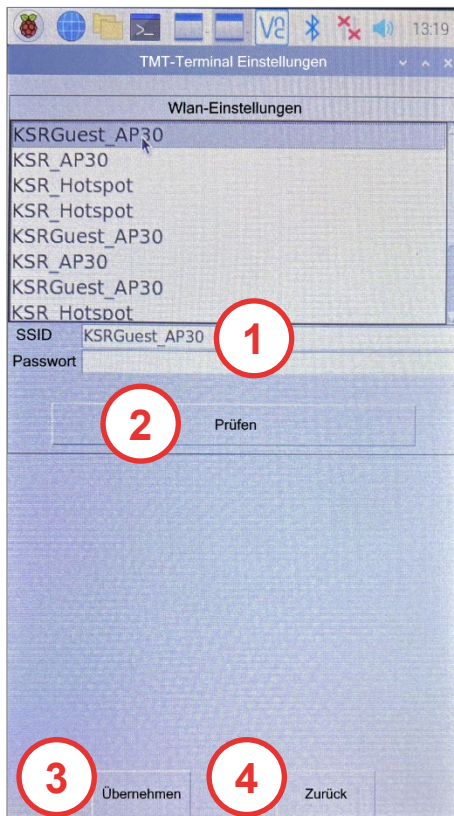 13:19
TMT-Terminal Einstellungen
Wlan-Einstellungen
KSRGuest_AP30
KSR_AP30
KSR_Hotspot
KSR_Hotspot
KSRGuest_AP30
KSR_AP30
KSRGuest_AP30
KSR_Hotspot
SSID KSRGuest_AP30 1
Passwort
2 Prüfen
3 Übernehmen 4 Zurück